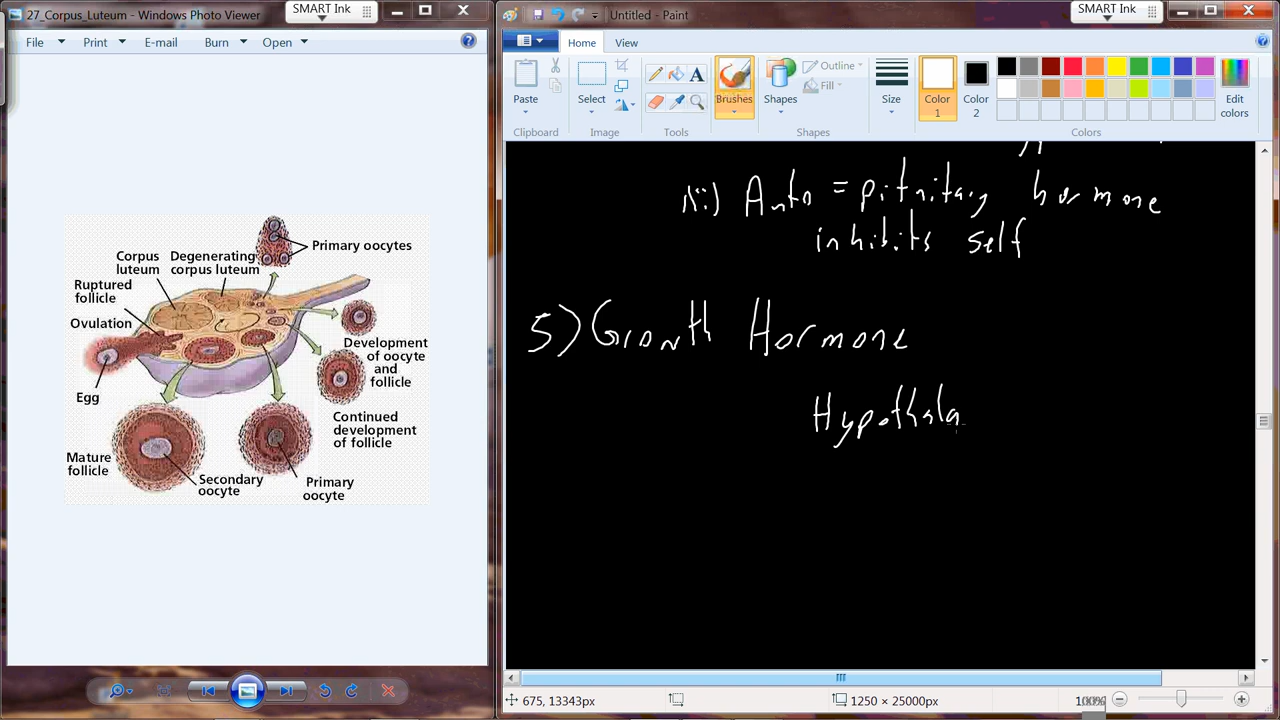 27_Corpus_Luteum - Windows Photo Viewer
SMART Ink
File Print E-mail Burn Open
Primary oocytes
Corpus luteum
Degenerating corpus luteum
Ruptured follicle
Ovulation
Egg
Development of oocyte and follicle
Continued development of follicle
Mature follicle
Secondary oocyte
Primary oocyte
Untitled - Paint
SMART Ink
Home View
Paste
Select
Brushes
Shapes
Outline
Fill
Size
Color 1
Color 2
Edit colors
Clipboard Image Tools Shapes Colors
iii) Auto = pituitary hormone
inhibits self
5) Growth Hormone
Hypothala
675, 13343px
1250 × 25000px